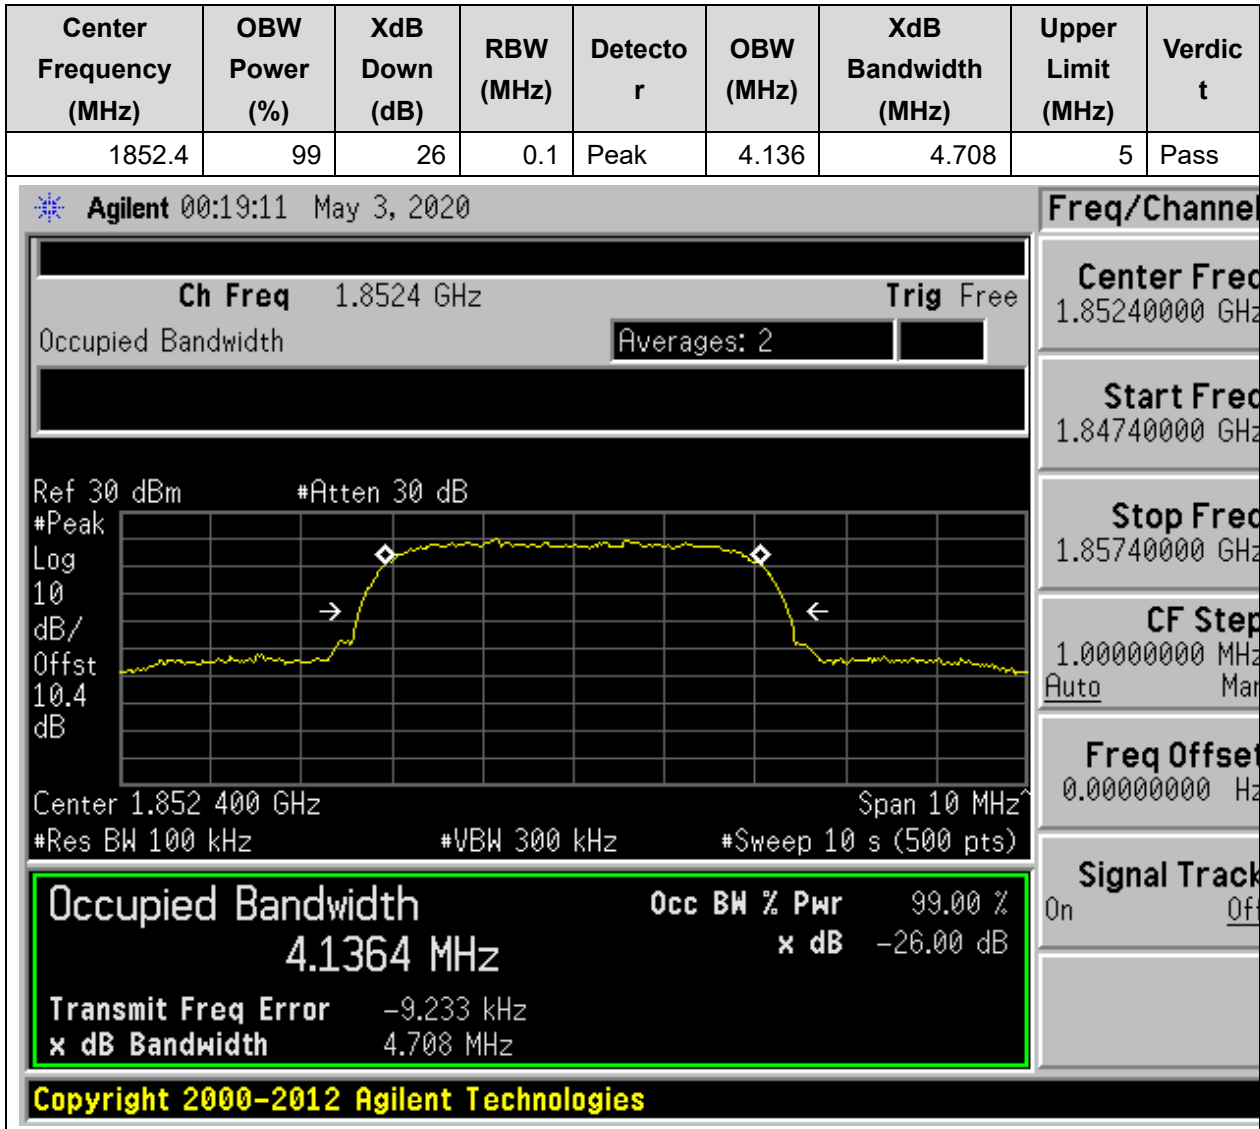 Center Frequency (MHz) | OBW Power (%) | XdB Down (dB) | RBW (MHz) | Detector | OBW (MHz) | XdB Bandwidth (MHz) | Upper Limit (MHz) | Verdict
1852.4 | 99 | 26 | 0.1 | Peak | 4.136 | 4.708 | 5 | Pass
Agilent 00:19:11 May 3, 2020
Freq/Channel
Ch Freq 1.8524 GHz Trig Free
Occupied Bandwidth Averages: 2
Ref 30 dBm #Atten 30 dB
#Peak
Log
10
dB/
Offst
10.4
dB
Center 1.852 400 GHz Span 10 MHz^
#Res BW 100 kHz #VBW 300 kHz #Sweep 10 s (500 pts)
Occupied Bandwidth Occ BW % Pwr 99.00 %
4.1364 MHz x dB -26.00 dB
Transmit Freq Error -9.233 kHz
x dB Bandwidth 4.708 MHz
Center Freq
1.85240000 GHz
Start Freq
1.84740000 GHz
Stop Freq
1.85740000 GHz
CF Step
1.00000000 MHz
Auto Man
Freq Offset
0.00000000 Hz
Signal Track
On Off
Copyright 2000-2012 Agilent Technologies